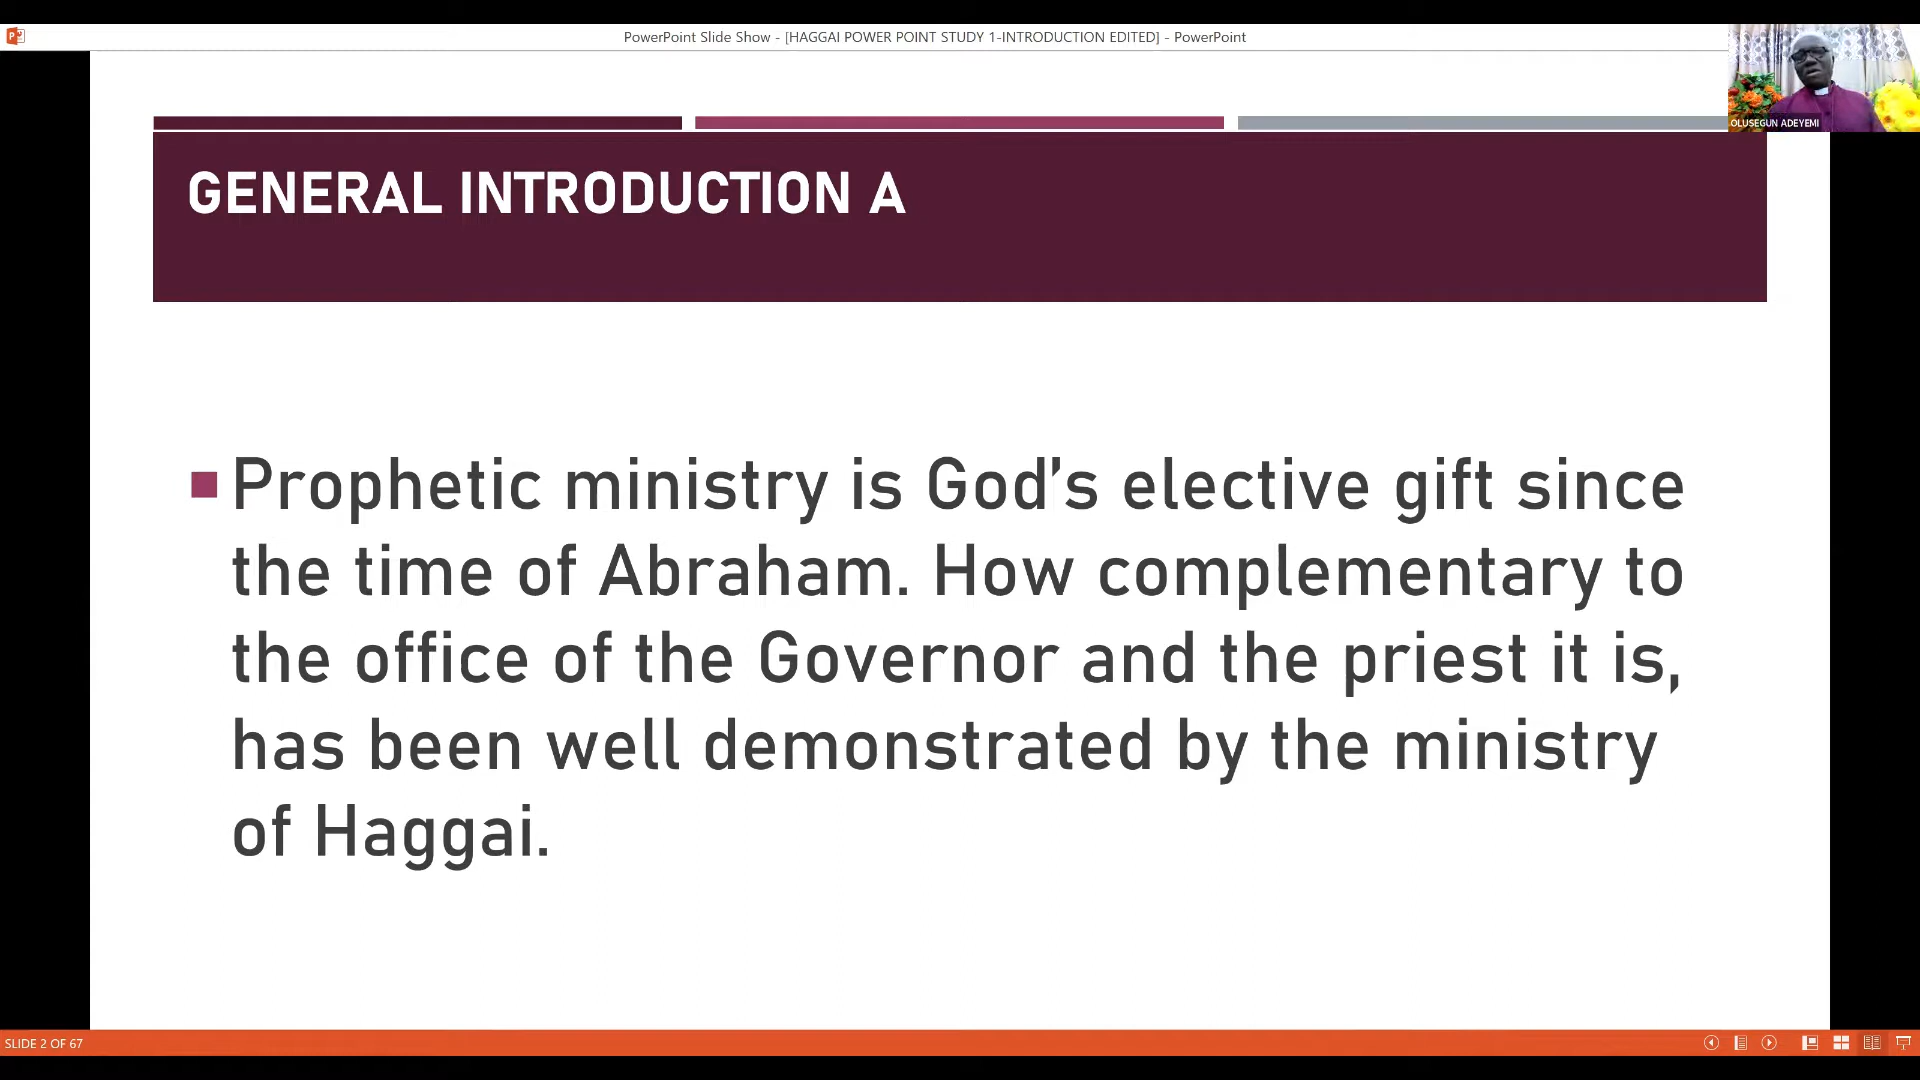 PowerPoint Slide Show - [HAGGAI POWER POINT STUDY 1-INTRODUCTION EDITED] - PowerPoint
OLUSEGUN ADEYEMI
GENERAL INTRODUCTION A
Prophetic ministry is God’s elective gift since
the time of Abraham. How complementary to
the office of the Governor and the priest it is,
has been well demonstrated by the ministry
of Haggai.
SLIDE 2 OF 67